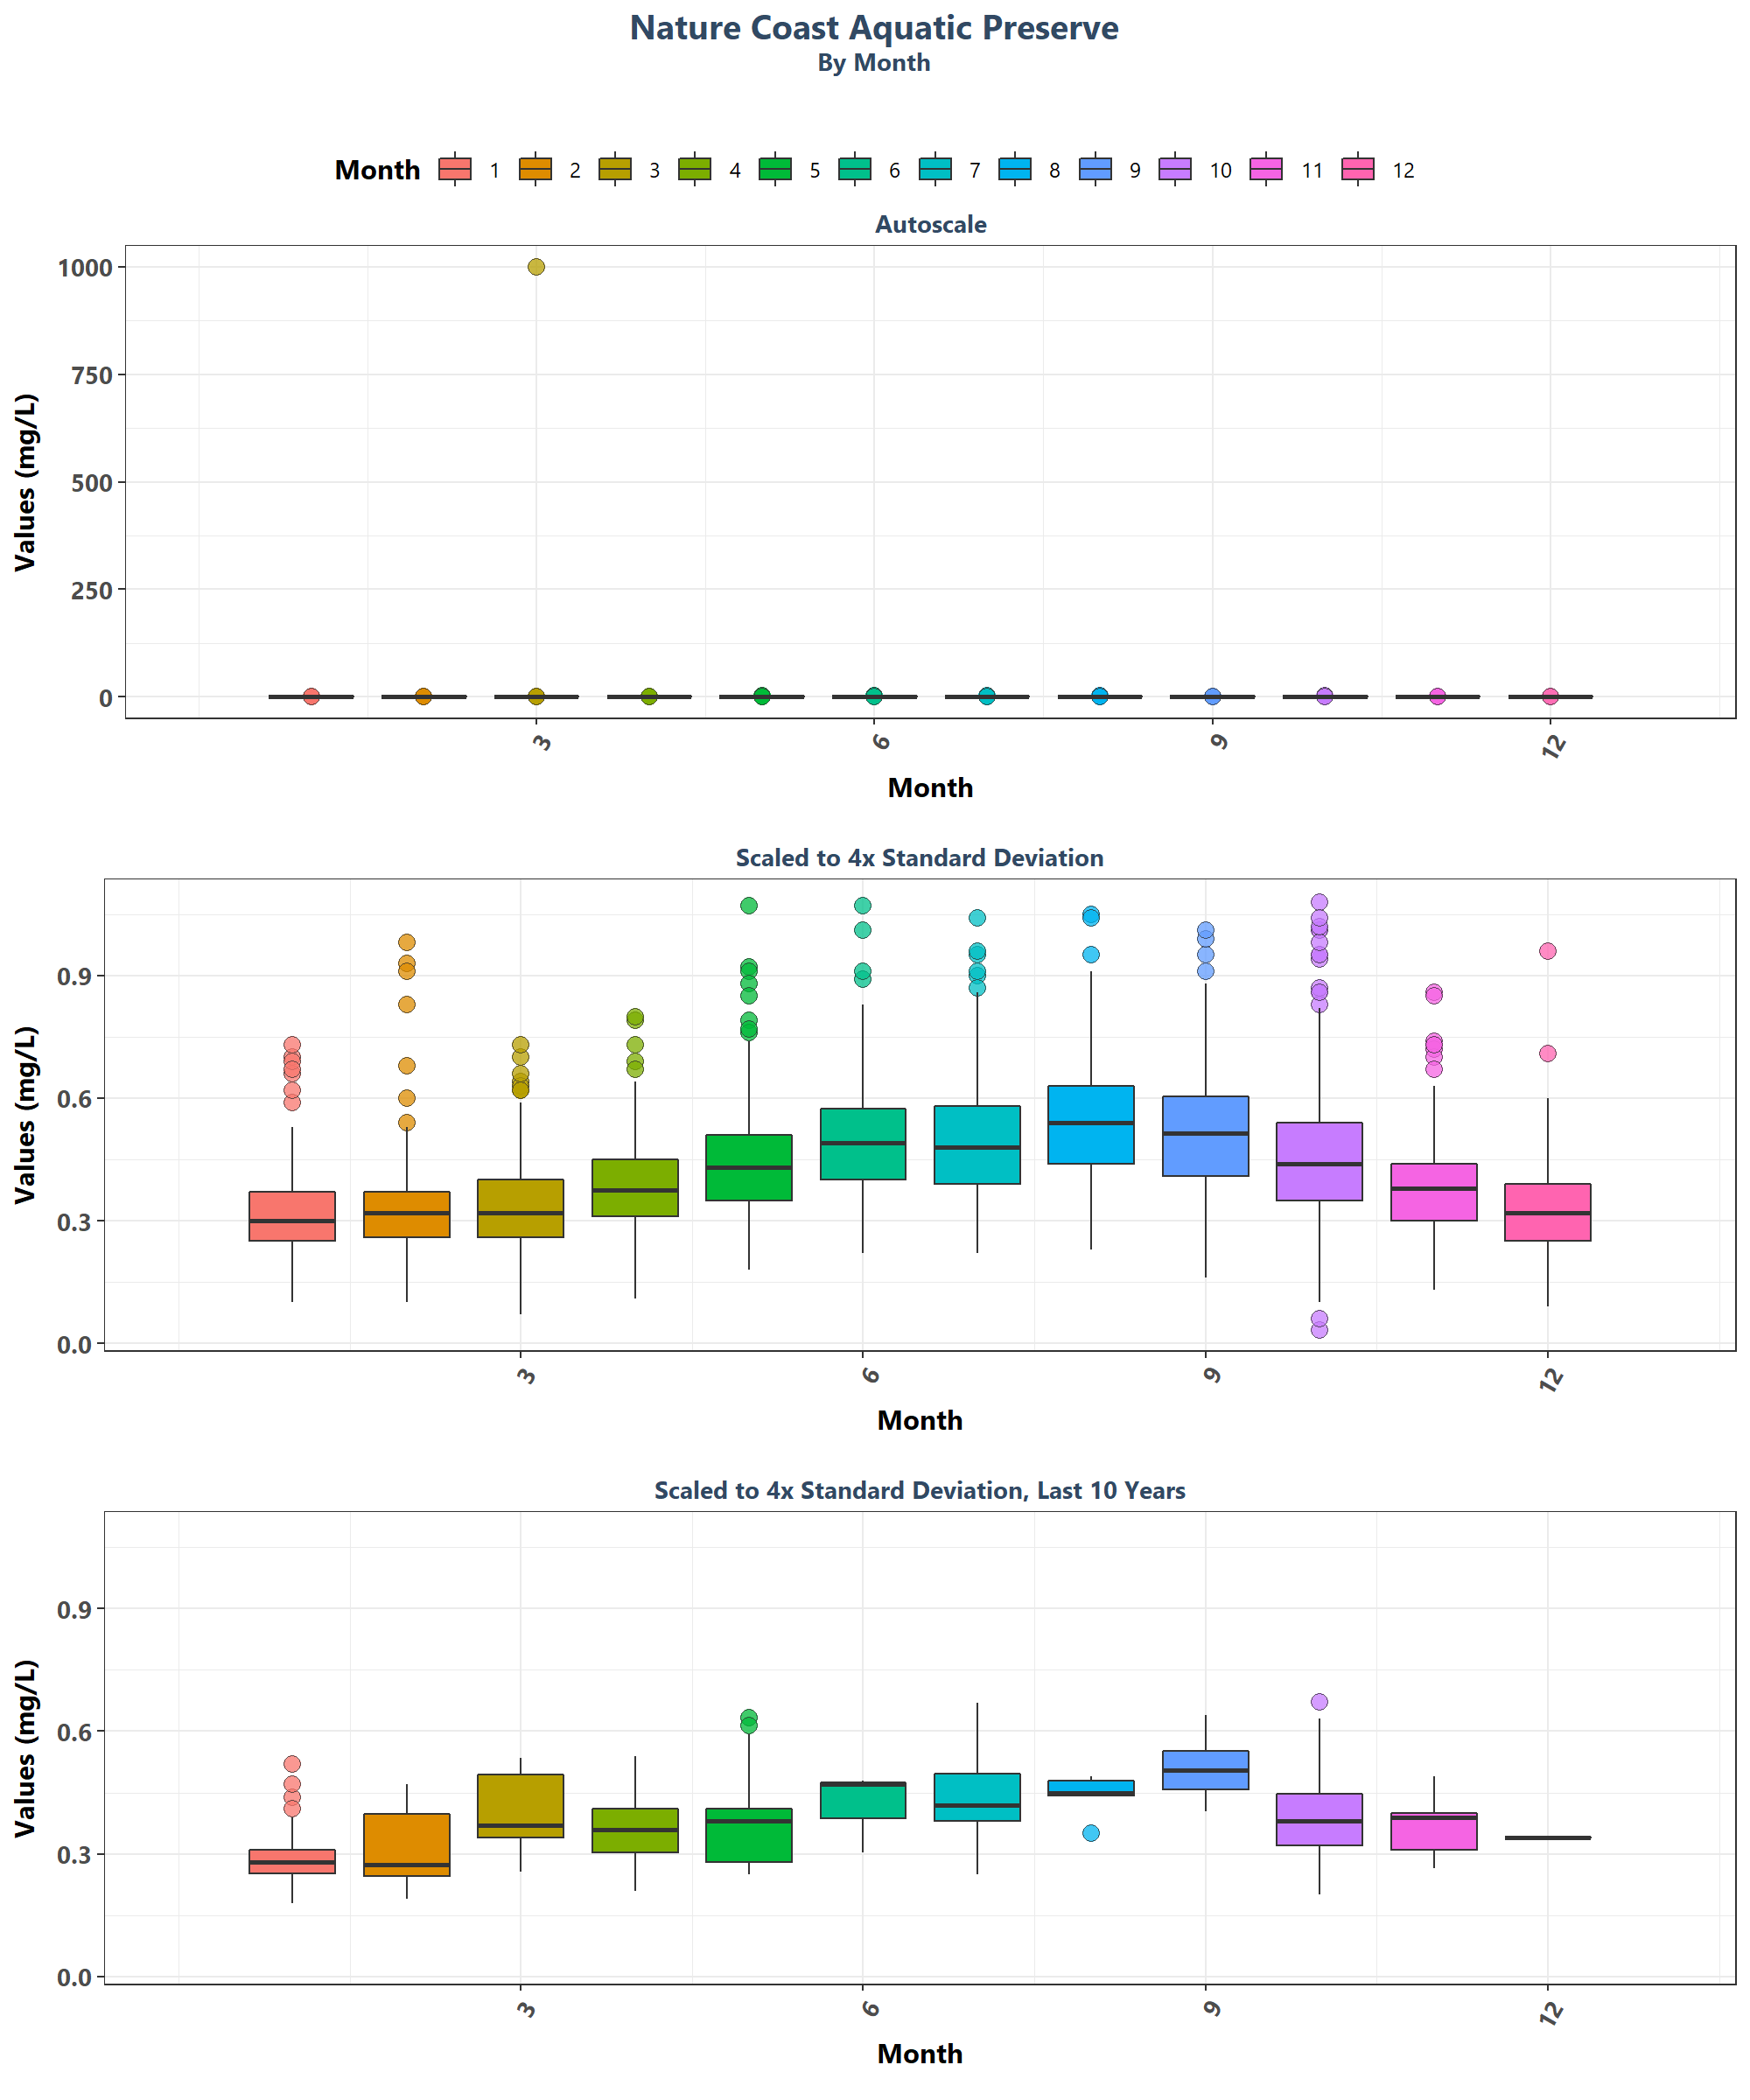 Nature Coast Aquatic Preserve
By Month
Month 1 2 3 4 5 6 7 8 9 10 11 12
Autoscale
Values (mg/L)
1000
750
500
250
0
3 6 9 12
Month
Scaled to 4x Standard Deviation
Values (mg/L)
0.9
0.6
0.3
0.0
3 6 9 12
Month
Scaled to 4x Standard Deviation, Last 10 Years
Values (mg/L)
0.9
0.6
0.3
0.0
3 6 9 12
Month